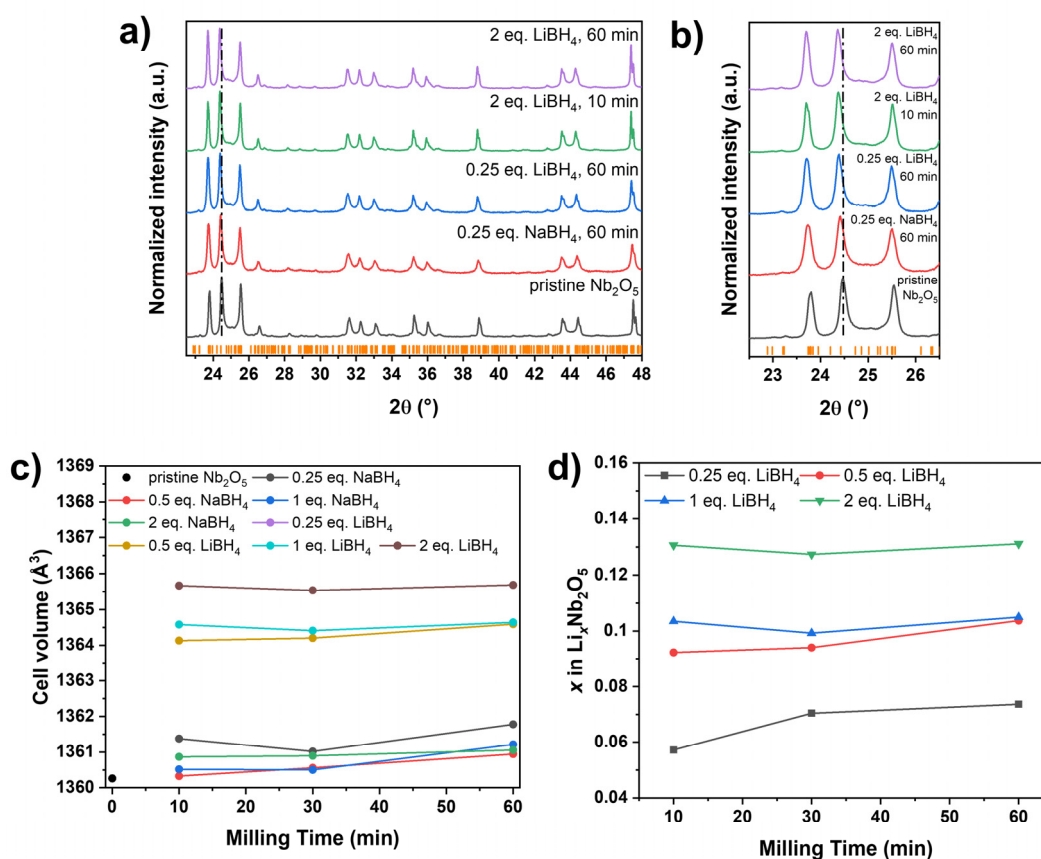 a)
Normalized intensity (a.u.)
2 eq. LiBH₄, 60 min
2 eq. LiBH₄, 10 min
0.25 eq. LiBH₄, 60 min
0.25 eq. NaBH₄, 60 min
pristine Nb₂O₅
24 26 28 30 32 34 36 38 40 42 44 46 48
2θ (°)
b)
Normalized intensity (a.u.)
2 eq. LiBH₄
60 min
2 eq. LiBH₄
10 min
0.25 eq. LiBH₄
60 min
0.25 eq. NaBH₄
60 min
pristine
Nb₂O₅
23 24 25 26
2θ (°)
c)
Cell volume (Å³)
1369
1368
1367
1366
1365
1364
1363
1362
1361
1360
pristine Nb₂O₅ 0.25 eq. NaBH₄
0.5 eq. NaBH₄ 1 eq. NaBH₄
2 eq. NaBH₄ 0.25 eq. LiBH₄
0.5 eq. LiBH₄ 1 eq. LiBH₄ 2 eq. LiBH₄
0 10 20 30 40 50 60
Milling Time (min)
d)
x in LiₓNb₂O₅
0.16
0.14
0.12
0.1
0.08
0.06
0.04
0.25 eq. LiBH₄ 0.5 eq. LiBH₄
1 eq. LiBH₄ 2 eq. LiBH₄
10 20 30 40 50 60
Milling Time (min)